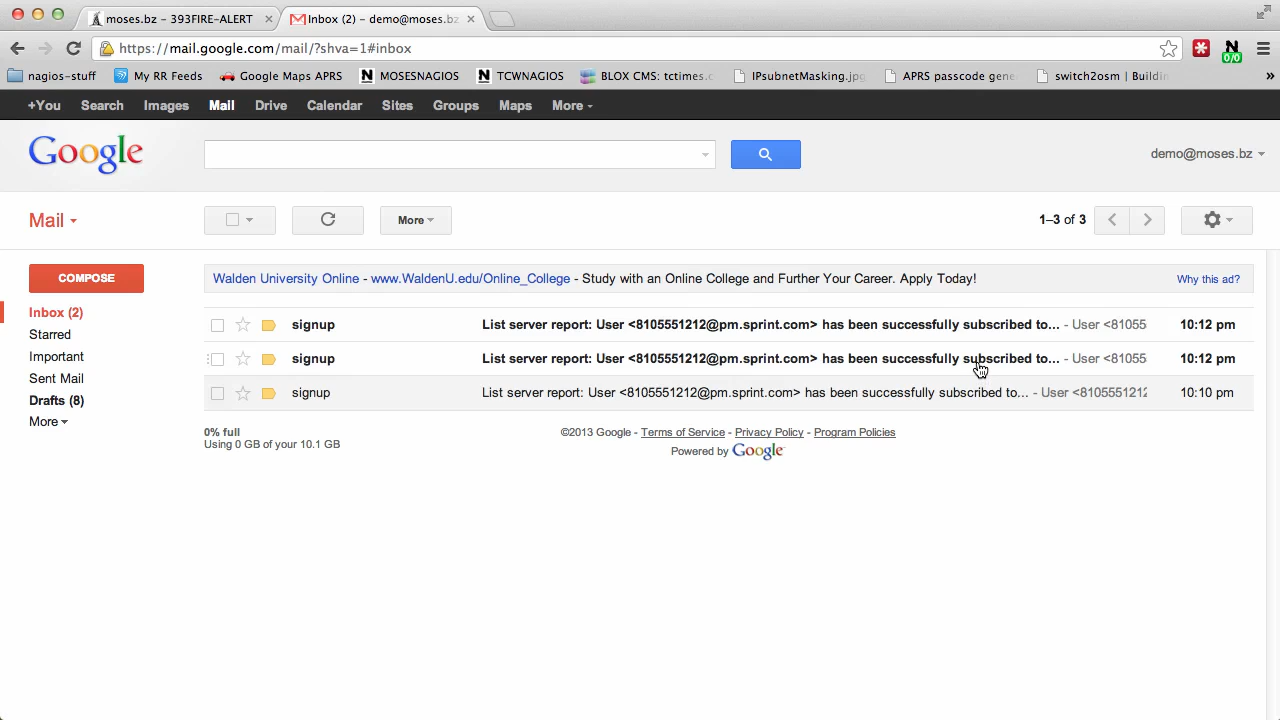 moses.bz - 393FIRE-ALERT
Inbox (2) - demo@moses.bz
https://mail.google.com/mail/?shva=1#inbox
0/0
nagios-stuff My RR Feeds Google Maps APRS MOSESNAGIOS TCWNAGIOS BLOX CMS: tctimes.c IPsubnetMasking.jpg APRS passcode gene switch2osm | Buildin »
+You Search Images Mail Drive Calendar Sites Groups Maps More
Google
demo@moses.bz
Mail
More
1–3 of 3
COMPOSE
Walden University Online - www.WaldenU.edu/Online_College - Study with an Online College and Further Your Career. Apply Today! Why this ad?
Inbox (2)
Starred
Important
Sent Mail
Drafts (8)
More
signup List server report: User <8105551212@pm.sprint.com> has been successfully subscribed to... - User <81055 10:12 pm
signup List server report: User <8105551212@pm.sprint.com> has been successfully subscribed to... - User <81055 10:12 pm
signup List server report: User <8105551212@pm.sprint.com> has been successfully subscribed to... - User <8105551212 10:10 pm
0% full
Using 0 GB of your 10.1 GB
©2013 Google - Terms of Service - Privacy Policy - Program Policies
Powered by Google